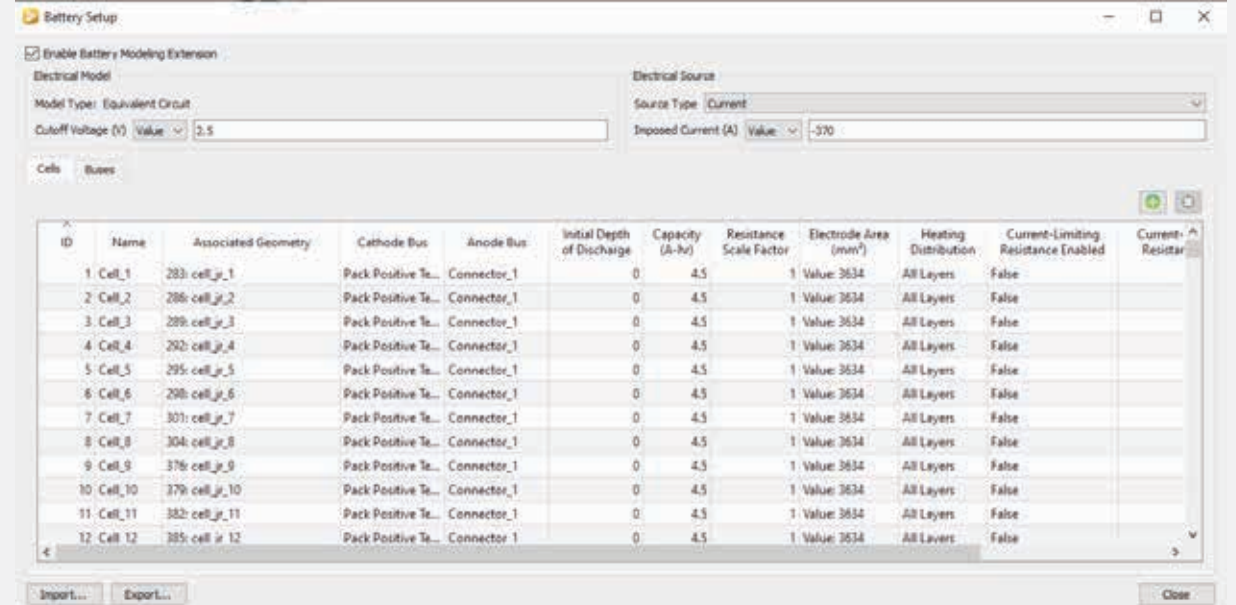 Battery Setup
Enable Battery Modeling Extension
Electrical Model
Electrical Source
Model Type: Equivalent Circuit
Source Type Current
Cutoff Voltage (V) Value 2.5
Imposed Current (A) Value -370
Cells Buses
ID Name Associated Geometry Cathode Bus Anode Bus Initial Depth of Discharge Capacity (A-hr) Resistance Scale Factor Electrode Area (mm²) Heating Distribution Current-Limiting Resistance Enabled Current- Resistan
1 Cell_1 283: cell_jr_1 Pack Positive Te... Connector_1 0 4.5 1 Value: 3634 All Layers False
2 Cell_2 286: cell_jr_2 Pack Positive Te... Connector_1 0 4.5 1 Value: 3634 All Layers False
3 Cell_3 289: cell_jr_3 Pack Positive Te... Connector_1 0 4.5 1 Value: 3634 All Layers False
4 Cell_4 292: cell_jr_4 Pack Positive Te... Connector_1 0 4.5 1 Value: 3634 All Layers False
5 Cell_5 295: cell_jr_5 Pack Positive Te... Connector_1 0 4.5 1 Value: 3634 All Layers False
6 Cell_6 298: cell_jr_6 Pack Positive Te... Connector_1 0 4.5 1 Value: 3634 All Layers False
7 Cell_7 301: cell_jr_7 Pack Positive Te... Connector_1 0 4.5 1 Value: 3634 All Layers False
8 Cell_8 304: cell_jr_8 Pack Positive Te... Connector_1 0 4.5 1 Value: 3634 All Layers False
9 Cell_9 376: cell_jr_9 Pack Positive Te... Connector_1 0 4.5 1 Value: 3634 All Layers False
10 Cell_10 379: cell_jr_10 Pack Positive Te... Connector_1 0 4.5 1 Value: 3634 All Layers False
11 Cell_11 382: cell_jr_11 Pack Positive Te... Connector_1 0 4.5 1 Value: 3634 All Layers False
12 Cell_12 385: cell_jr_12 Pack Positive Te... Connector_1 0 4.5 1 Value: 3634 All Layers False
Import... Export... Close